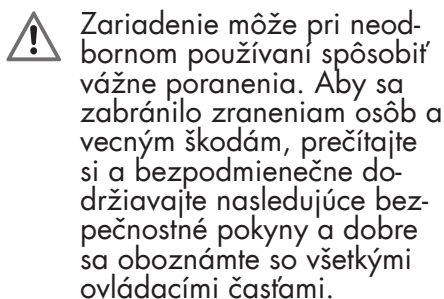 Zariadenie môže pri neod-
bornom používaní spôsobiť
vážne poranenia. Aby sa
zabránilo zraneniam osôb a
vecným škodám, prečítajte
si a bezpodmienečne do-
držiavajte nasledujúce bez-
pečnostné pokyny a dobre
sa oboznámte so všetkými
ovládacími časťami.